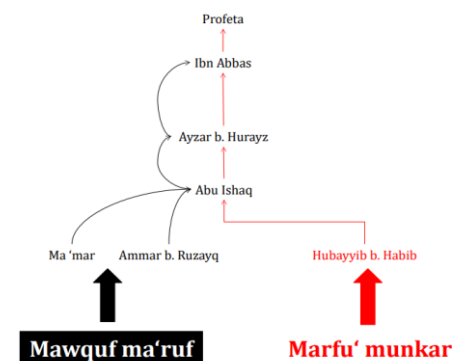 Profeta
Ibn Abbas
Ayzar b. Hurayz
Abu Ishaq
Ma ‘mar Ammar b. Ruzayq Hubayyib b. Habib
Mawquf ma‘ruf Marfu‘ munkar